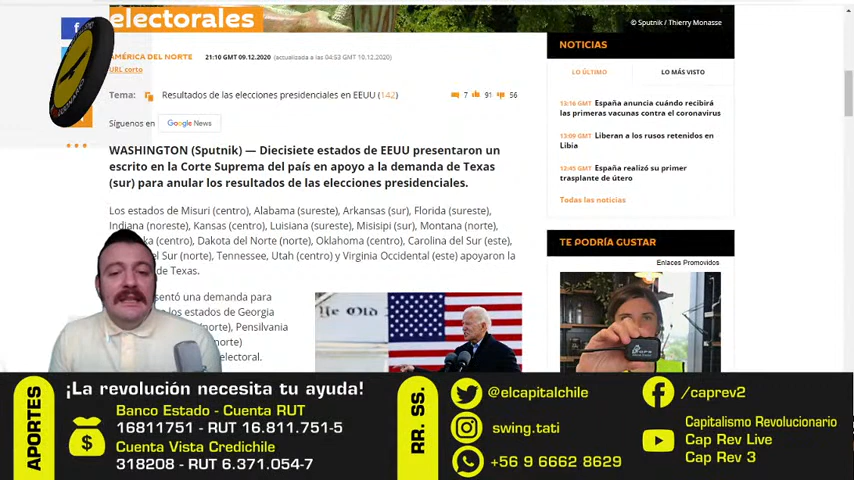 electorales
© Sputnik / Thierry Monasse
AMÉRICA DEL NORTE
21:10 GMT 09.12.2020 (actualizada a las 04:53 GMT 10.12.2020)
URL corto
Tema:
Resultados de las elecciones presidenciales en EEUU (142)
7
91
56
Síguenos en
Google News
WASHINGTON (Sputnik) — Diecisiete estados de EEUU presentaron un
escrito en la Corte Suprema del país en apoyo a la demanda de Texas
(sur) para anular los resultados de las elecciones presidenciales.
Los estados de Misuri (centro), Alabama (sureste), Arkansas (sur), Florida (sureste),
Indiana (noreste), Kansas (centro), Luisiana (sureste), Misisipi (sur), Montana (norte),
ka (centro), Dakota del Norte (norte), Oklahoma (centro), Carolina del Sur (este),
el Sur (norte), Tennessee, Utah (centro) y Virginia Occidental (este) apoyaron la
de Texas.
sentó una demanda para
los estados de Georgia
(norte), Pensilvania
norte)
electoral.
Ye Old
NOTICIAS
LO ÚLTIMO
LO MÁS VISTO
13:16 GMT España anuncia cuándo recibirá
las primeras vacunas contra el coronavirus
13:09 GMT Liberan a los rusos retenidos en
Libia
12:45 GMT España realizó su primer
trasplante de útero
Todas las noticias
TE PODRÍA GUSTAR
Enlaces Promovidos
APORTES
¡La revolución necesita tu ayuda!
Banco Estado - Cuenta RUT
16811751 - RUT 16.811.751-5
Cuenta Vista Credichile
318208 - RUT 6.371.054-7
RR. SS.
@elcapitalchile
swing.tati
+56 9 6662 8629
/caprev2
Capitalismo Revolucionario
Cap Rev Live
Cap Rev 3